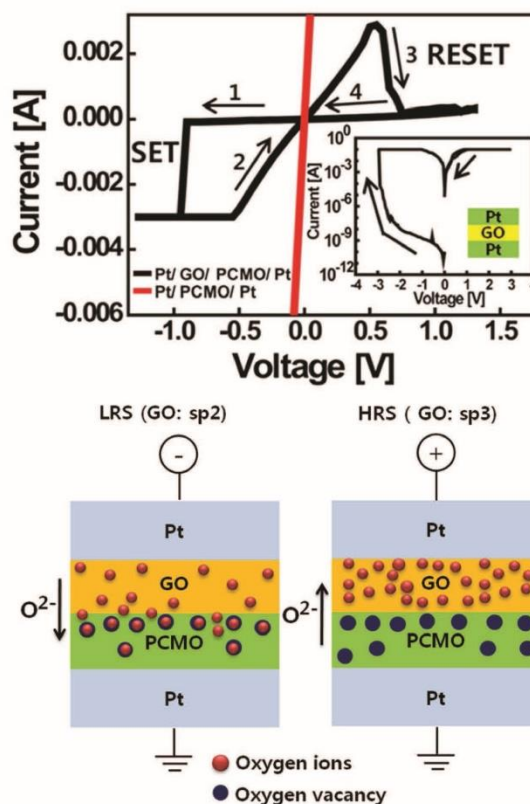 0.002
0.000
-0.002
-0.004
-0.006
Current [A]
1
2
3
4
SET
RESET
Pt/ GO/ PCMO/ Pt
Pt/ PCMO/ Pt
-1.0
-0.5
0.0
0.5
1.0
Voltage [V]
10⁰
10⁻³
10⁻⁶
10⁻⁹
10⁻¹²
Current [A]
Pt
GO
Pt
-4 -3 -2 -1 0 1 2 3
Voltage [V]
LRS (GO: sp2)
-
Pt
GO
O²⁻
PCMO
Pt
HRS ( GO: sp3)
+
Pt
GO
O²⁻
PCMO
Pt
Oxygen ions
Oxygen vacancy